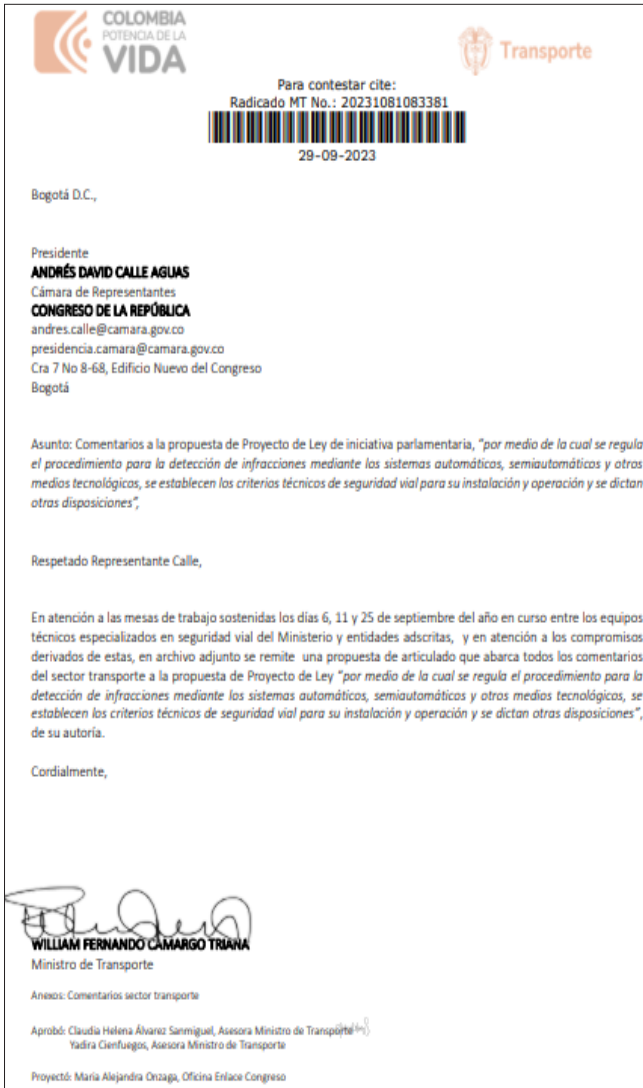 COLOMBIA
POTENCIA DE LA
VIDA
Transporte
Para contestar cite:
Radicado MT No.: 20231081083381
29-09-2023
Bogotá D.C.,
Presidente
ANDRÉS DAVID CALLE AGUAS
Cámara de Representantes
CONGRESO DE LA REPÚBLICA
andres.calle@camara.gov.co
presidencia.camara@camara.gov.co
Cra 7 No 8-68, Edificio Nuevo del Congreso
Bogotá
Asunto: Comentarios a la propuesta de Proyecto de Ley de iniciativa parlamentaria, "por medio de la cual se regula
el procedimiento para la detección de infracciones mediante los sistemas automáticos, semiautomáticos y otros
medios tecnológicos, se establecen los criterios técnicos de seguridad vial para su instalación y operación y se dictan
otras disposiciones",
Respetado Representante Calle,
En atención a las mesas de trabajo sostenidas los días 6, 11 y 25 de septiembre del año en curso entre los equipos
técnicos especializados en seguridad vial del Ministerio y entidades adscritas, y en atención a los compromisos
derivados de estas, en archivo adjunto se remite una propuesta de articulado que abarca todos los comentarios
del sector transporte a la propuesta de Proyecto de Ley "por medio de la cual se regula el procedimiento para la
detección de infracciones mediante los sistemas automáticos, semiautomáticos y otros medios tecnológicos, se
establecen los criterios técnicos de seguridad vial para su instalación y operación y se dictan otras disposiciones",
de su autoría.
Cordialmente,
WILLIAM FERNANDO CAMARGO TRIANA
Ministro de Transporte
Anexos: Comentarios sector transporte
Aprobó: Claudia Helena Álvarez Sanmiguel, Asesora Ministro de Transporte
Yadira Cienfuegos, Asesora Ministro de Transporte
Proyectó: Maria Alejandra Onzaga, Oficina Enlace Congreso